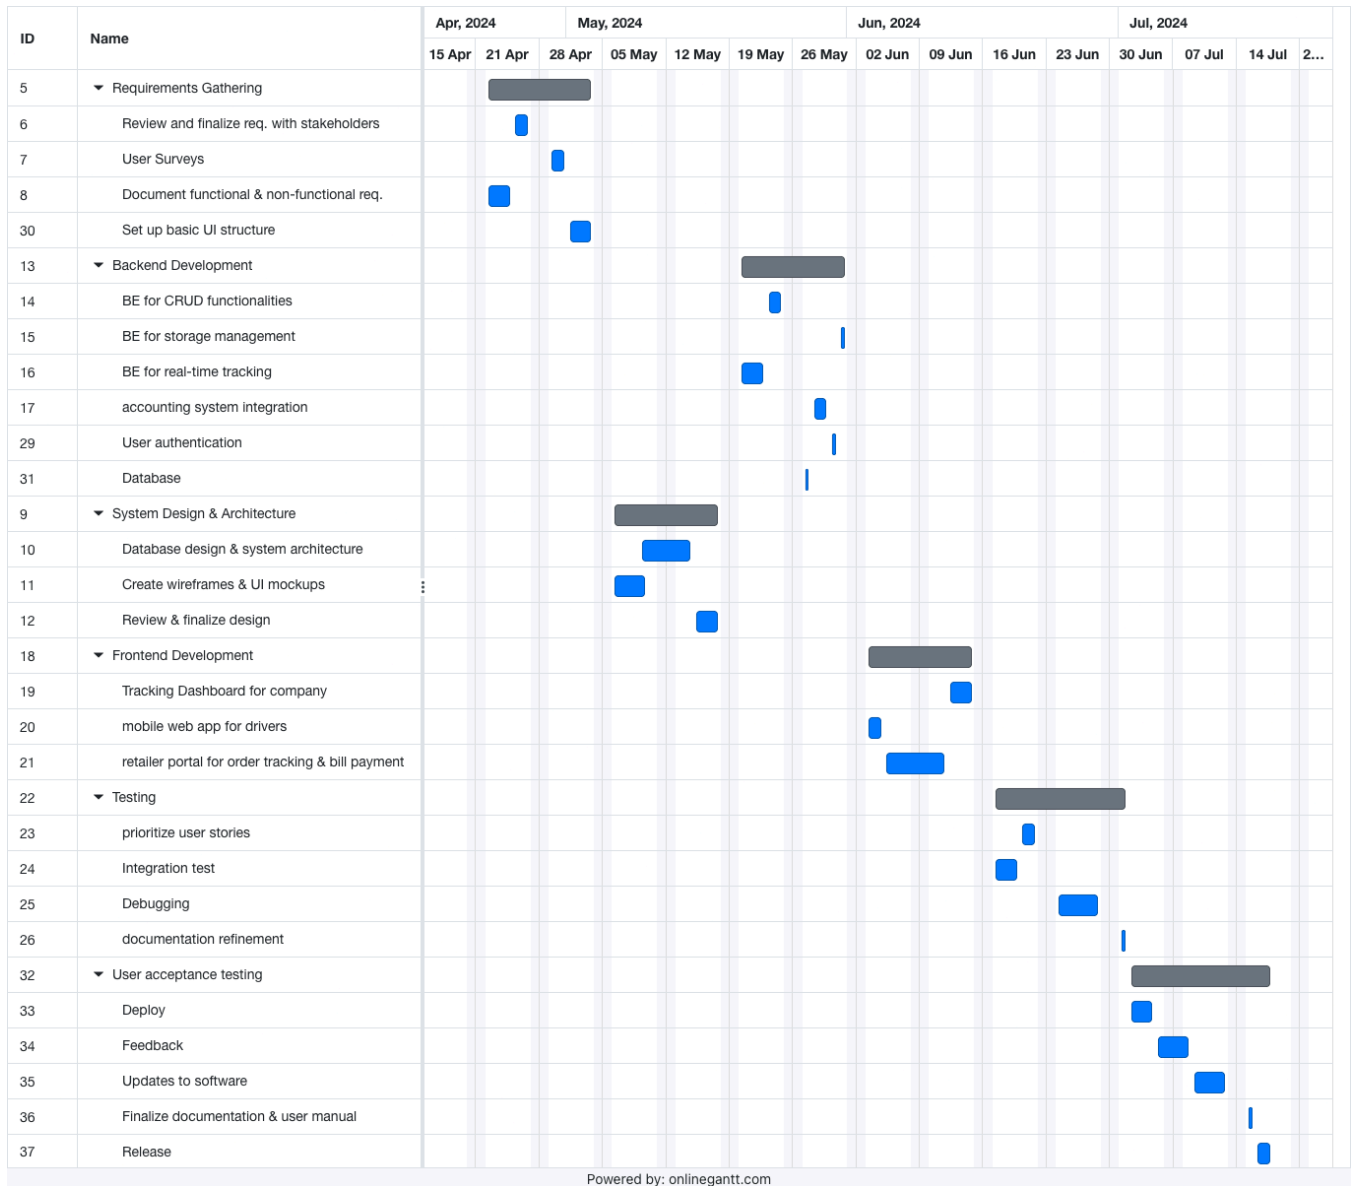 ID Name Apr, 2024 May, 2024 Jun, 2024 Jul, 2024
15 Apr 21 Apr 28 Apr 05 May 12 May 19 May 26 May 02 Jun 09 Jun 16 Jun 23 Jun 30 Jun 07 Jul 14 Jul 2...
5 Requirements Gathering
6 Review and finalize req. with stakeholders
7 User Surveys
8 Document functional & non-functional req.
30 Set up basic UI structure
13 Backend Development
14 BE for CRUD functionalities
15 BE for storage management
16 BE for real-time tracking
17 accounting system integration
29 User authentication
31 Database
9 System Design & Architecture
10 Database design & system architecture
11 Create wireframes & UI mockups
12 Review & finalize design
18 Frontend Development
19 Tracking Dashboard for company
20 mobile web app for drivers
21 retailer portal for order tracking & bill payment
22 Testing
23 prioritize user stories
24 Integration test
25 Debugging
26 documentation refinement
32 User acceptance testing
33 Deploy
34 Feedback
35 Updates to software
36 Finalize documentation & user manual
37 Release
Powered by: onlinegantt.com